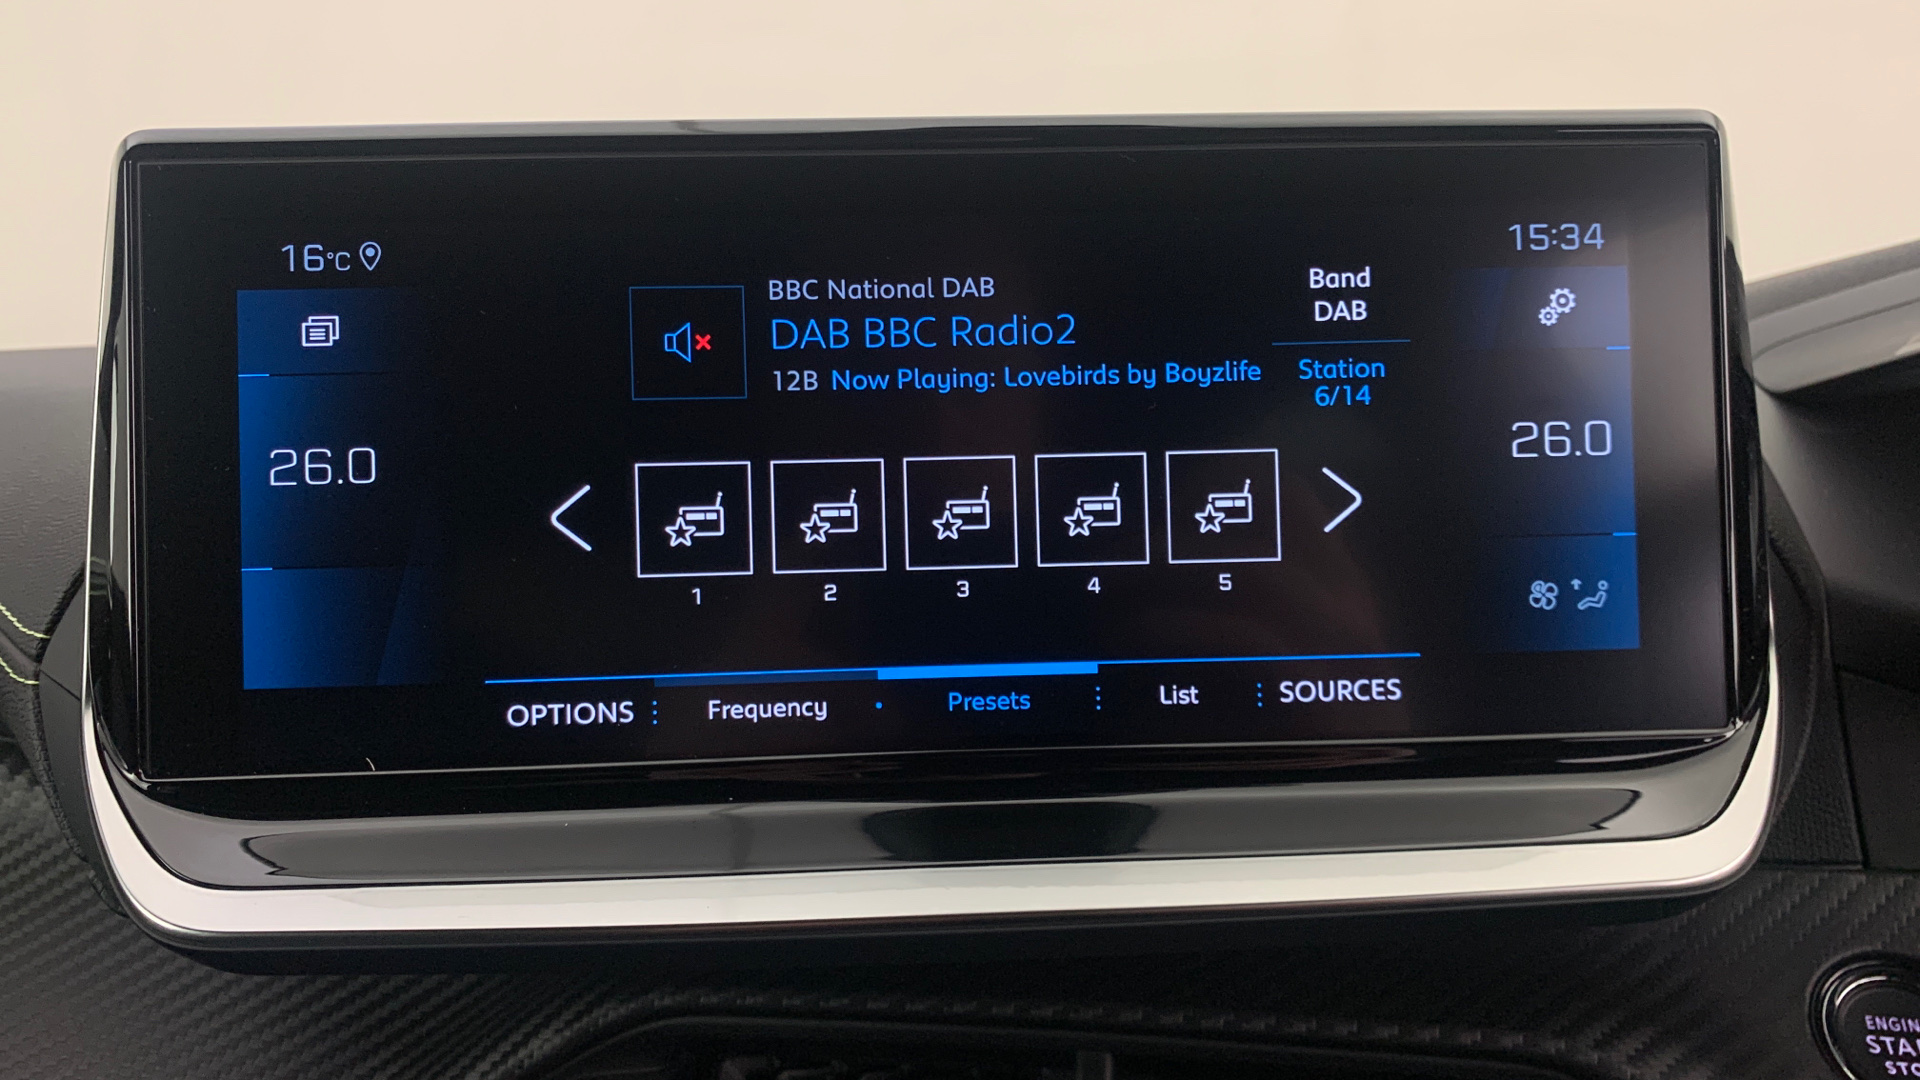 16°C
15:34
BBC National DAB
DAB BBC Radio2
12B Now Playing: Lovebirds by Boyzlife
Band
DAB
Station
6/14
26.0
26.0
1
2
3
4
5
OPTIONS
Frequency
Presets
List
SOURCES